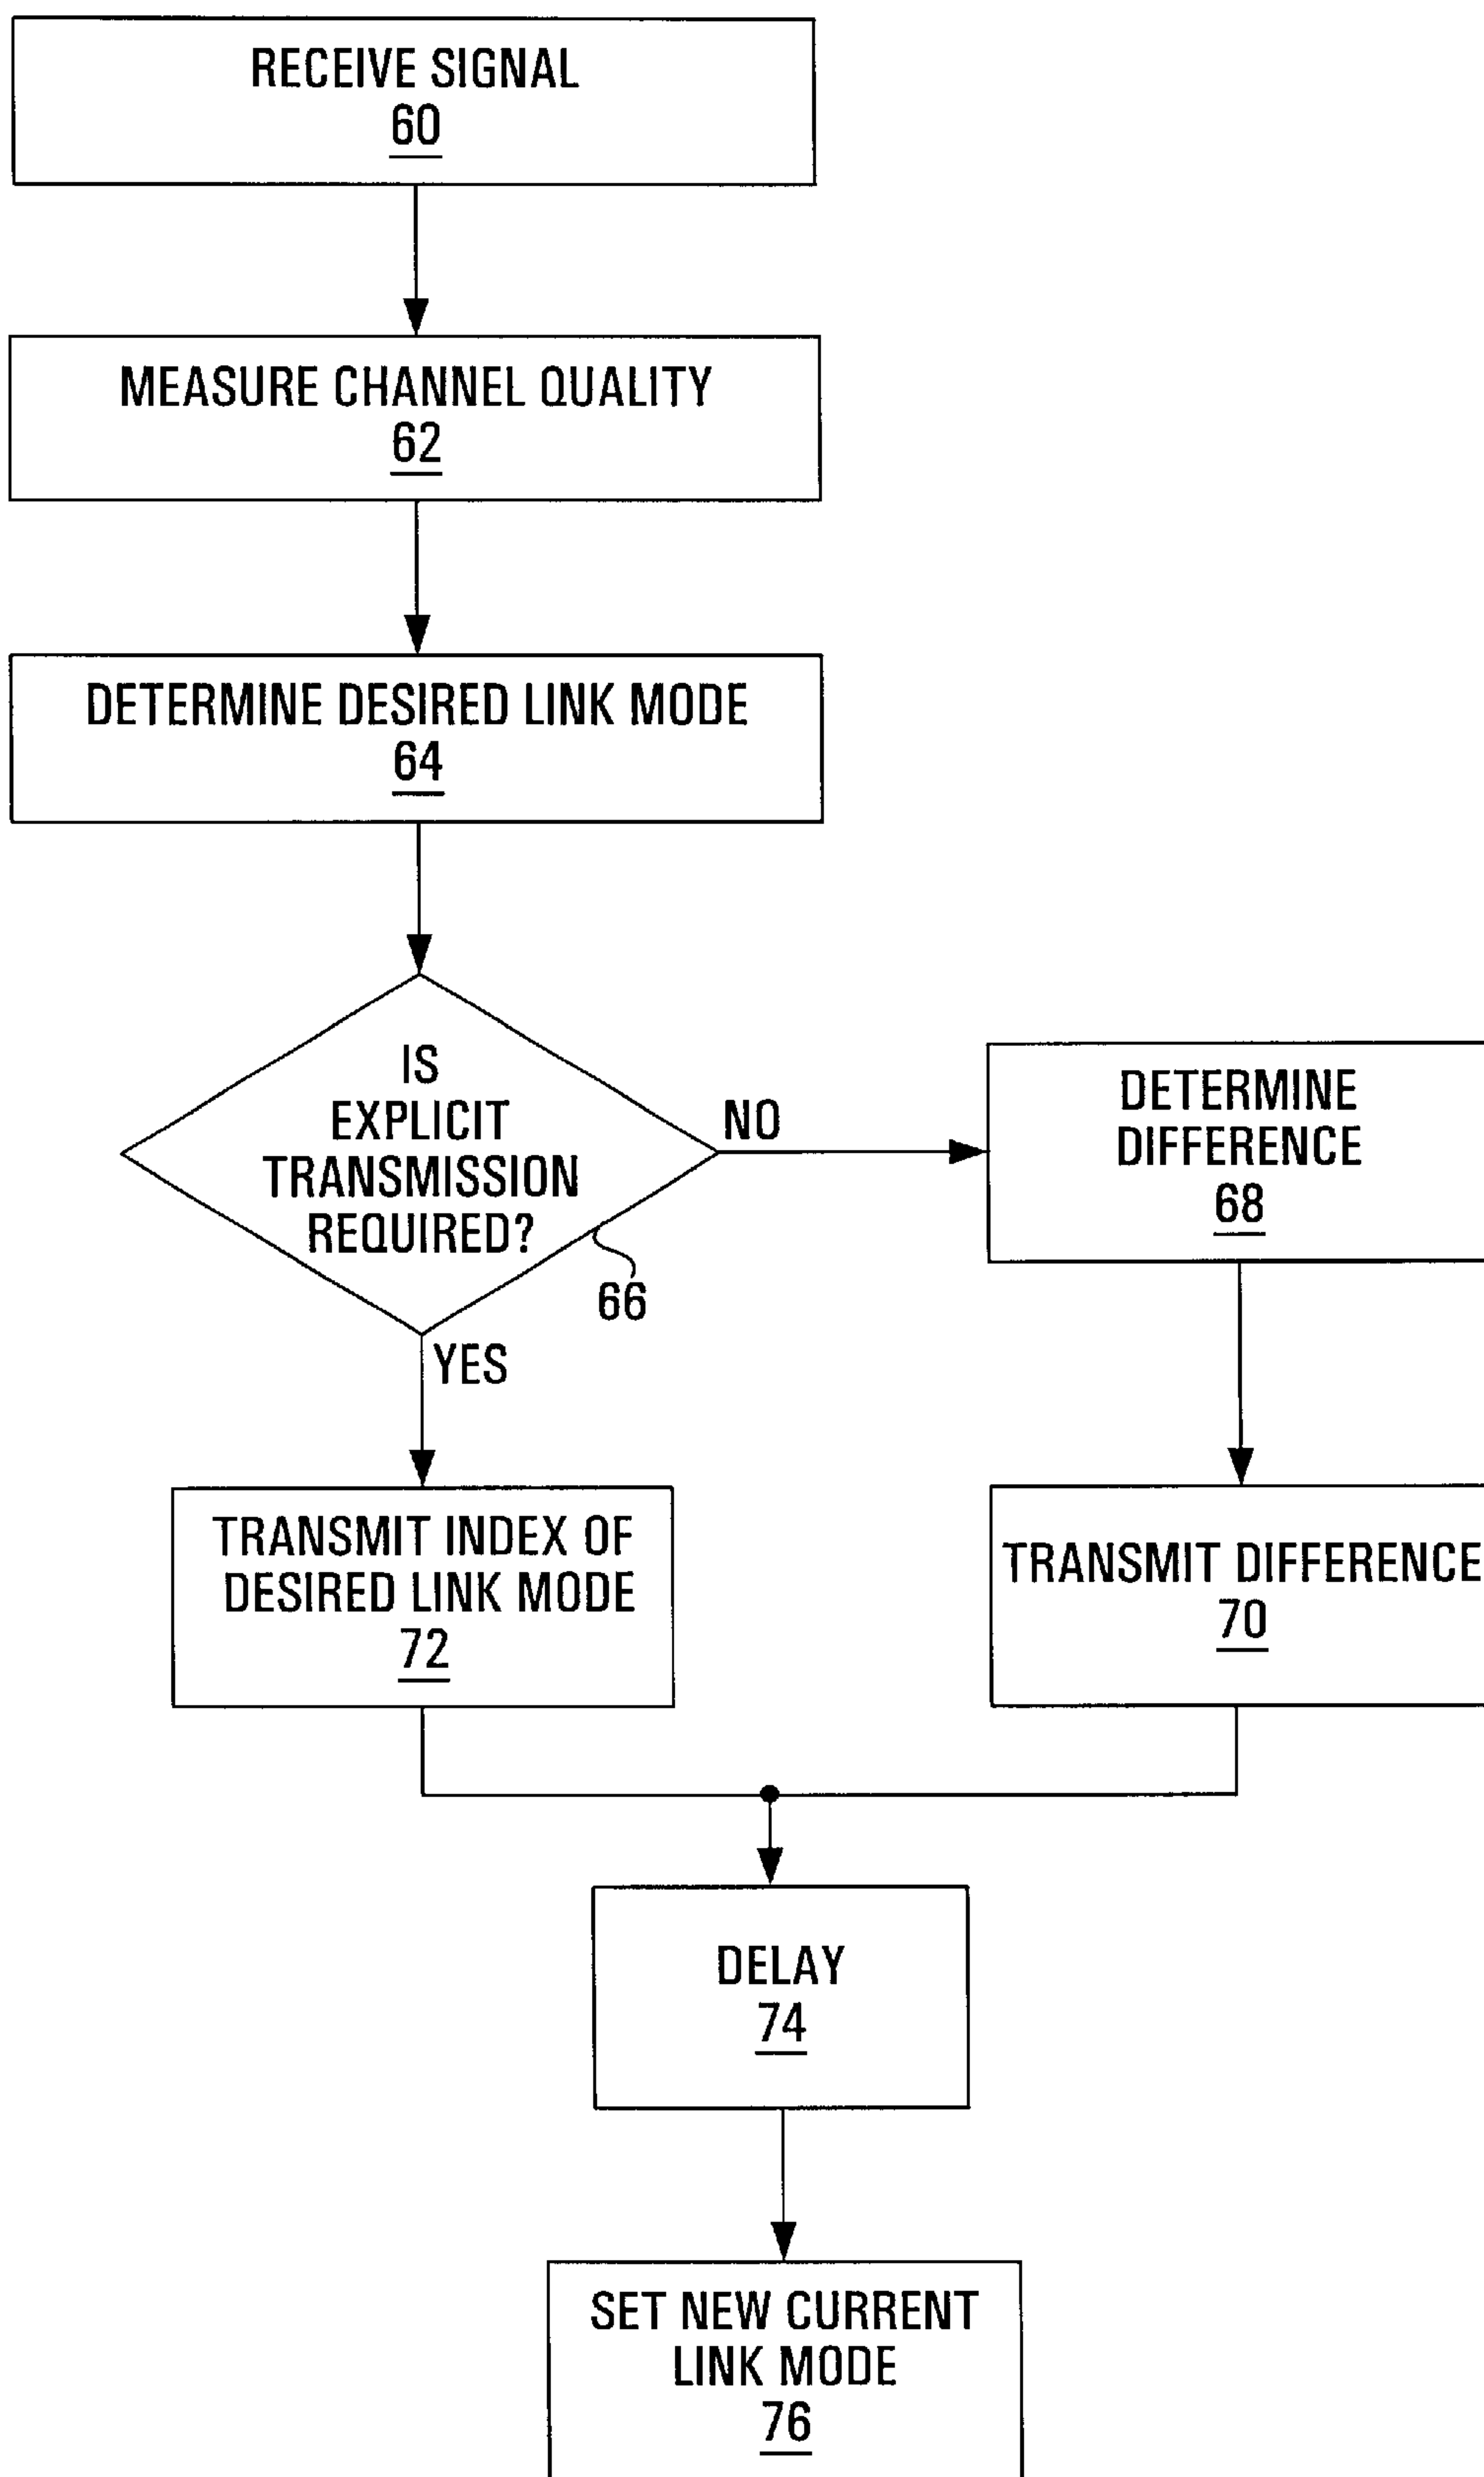 RECEIVE SIGNAL
60
MEASURE CHANNEL QUALITY
62
DETERMINE DESIRED LINK MODE
64
IS
EXPLICIT
TRANSMISSION
REQUIRED?
66
NO
DETERMINE
DIFFERENCE
68
YES
TRANSMIT INDEX OF
DESIRED LINK MODE
72
TRANSMIT DIFFERENCE
70
DELAY
74
SET NEW CURRENT
LINK MODE
76